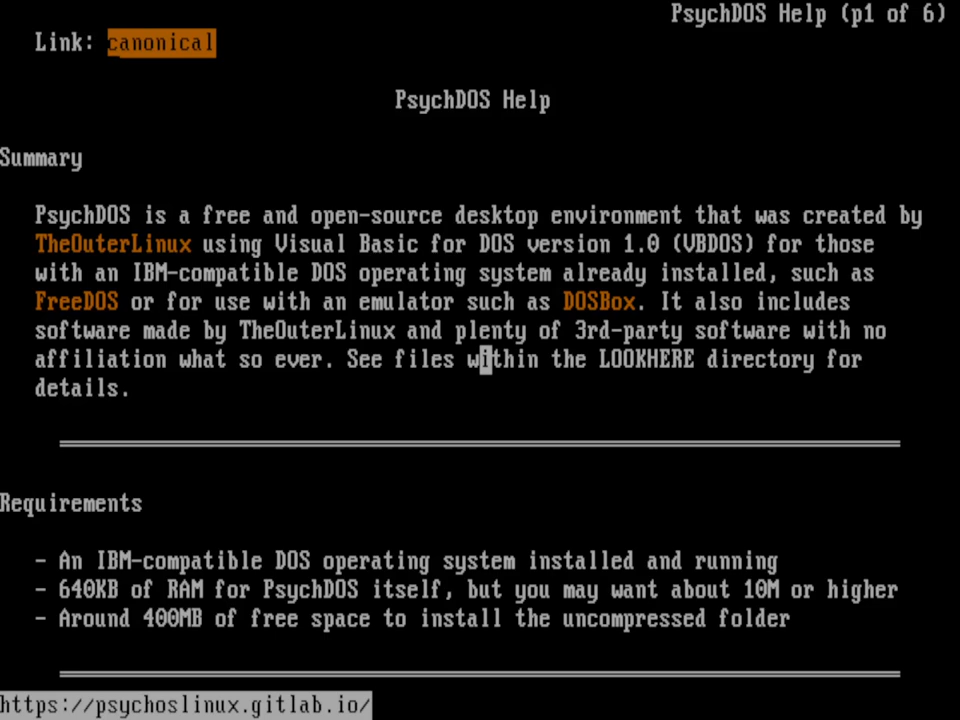 PsychDOS Help (p1 of 6)
Link: canonical
PsychDOS Help
Summary
PsychDOS is a free and open-source desktop environment that was created by
TheOuterLinux using Visual Basic for DOS version 1.0 (VBDOS) for those
with an IBM-compatible DOS operating system already installed, such as
FreeDOS or for use with an emulator such as DOSBox. It also includes
software made by TheOuterLinux and plenty of 3rd-party software with no
affiliation what so ever. See files within the LOOKHERE directory for
details.
Requirements
- An IBM-compatible DOS operating system installed and running
- 640KB of RAM for PsychDOS itself, but you may want about 10M or higher
- Around 400MB of free space to install the uncompressed folder
https://psychoslinux.gitlab.io/